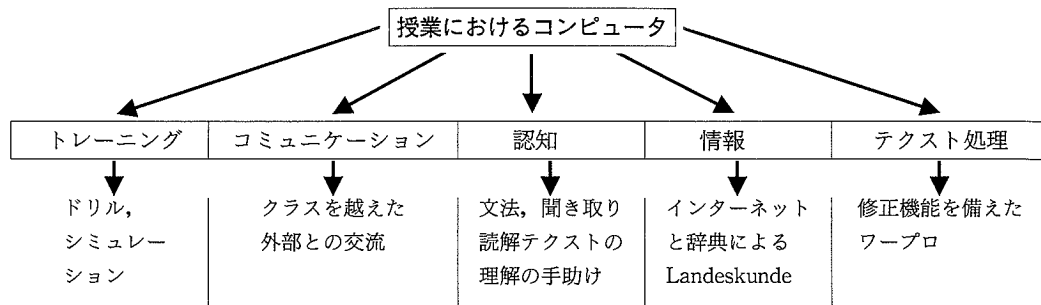 授業におけるコンピュータ
トレーニング
コミュニケーション
認知
情報
テクスト処理
ドリル,
シミュレー
ション
クラスを越えた
外部との交流
文法, 聞き取り
読解テクストの
理解の手助け
インターネット
と辞典による
Landeskunde
修正機能を備えた
ワープロ